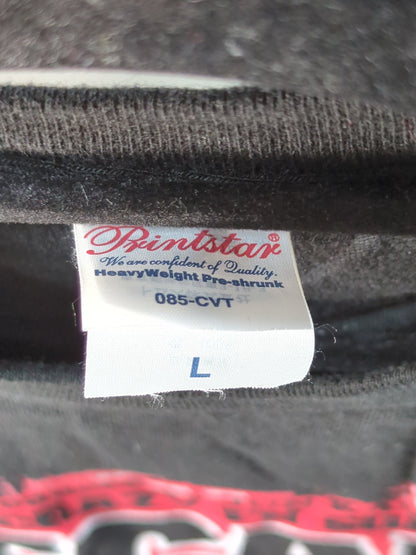 Printstar®
We are confident of Quality.
HeavyWeight Pre-shrunk
085-CVT
L